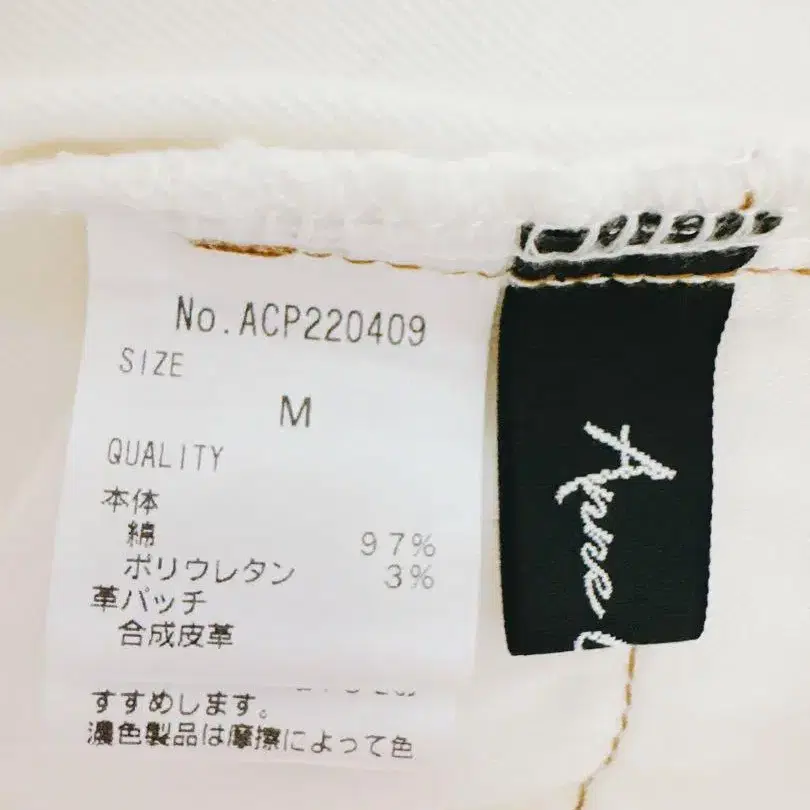 No.ACP220409
SIZE
M
QUALITY
本体
綿 97%
ポリウレタン 3%
革パッチ
合成皮革
すすめします。
濃色製品は摩擦によって色
Anne